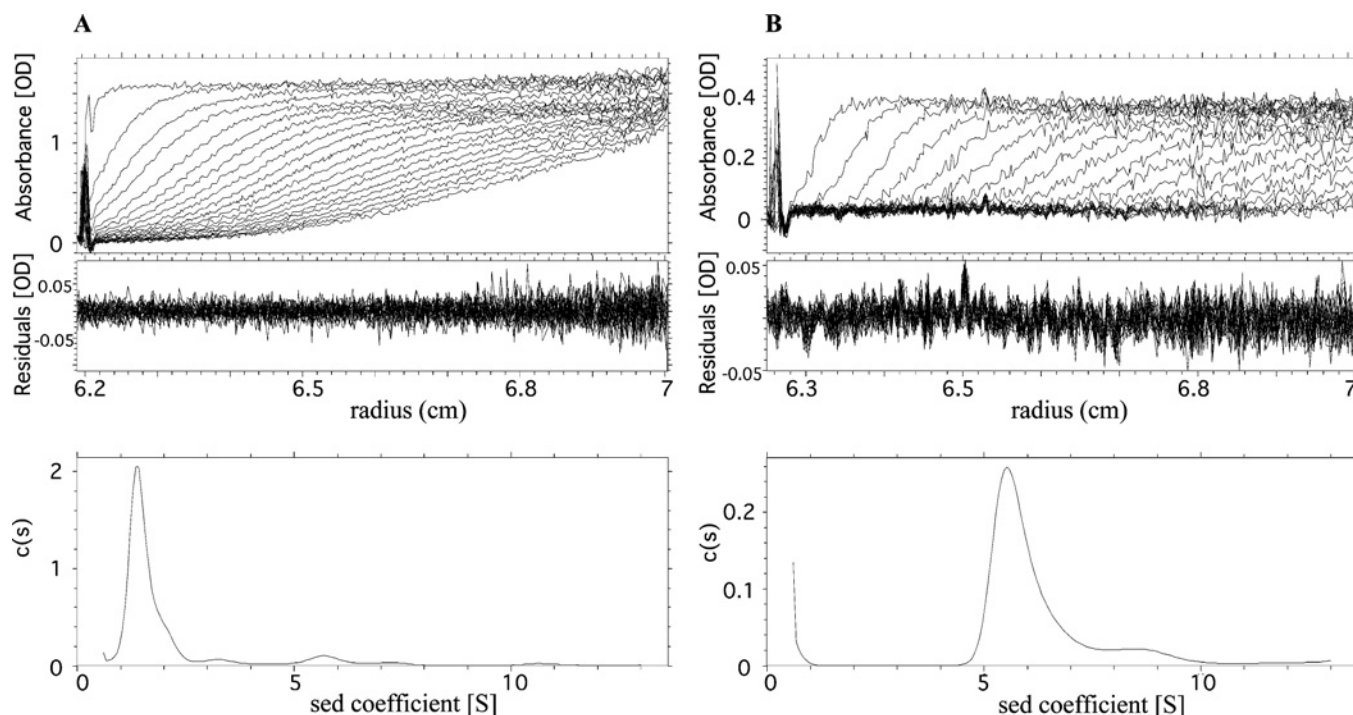 A
Absorbance [OD]
1
0
Residuals [OD]
0.05
-0.05
6.2 6.5 6.8 7
radius (cm)
c(s)
2
1
0
0 5 10
sed coefficient [S]
B
Absorbance [OD]
0.4
0.2
0
Residuals [OD]
0.05
-0.05
6.3 6.5 6.8 7
radius (cm)
c(s)
0.2
0.1
0
0 5 10
sed coefficient [S]